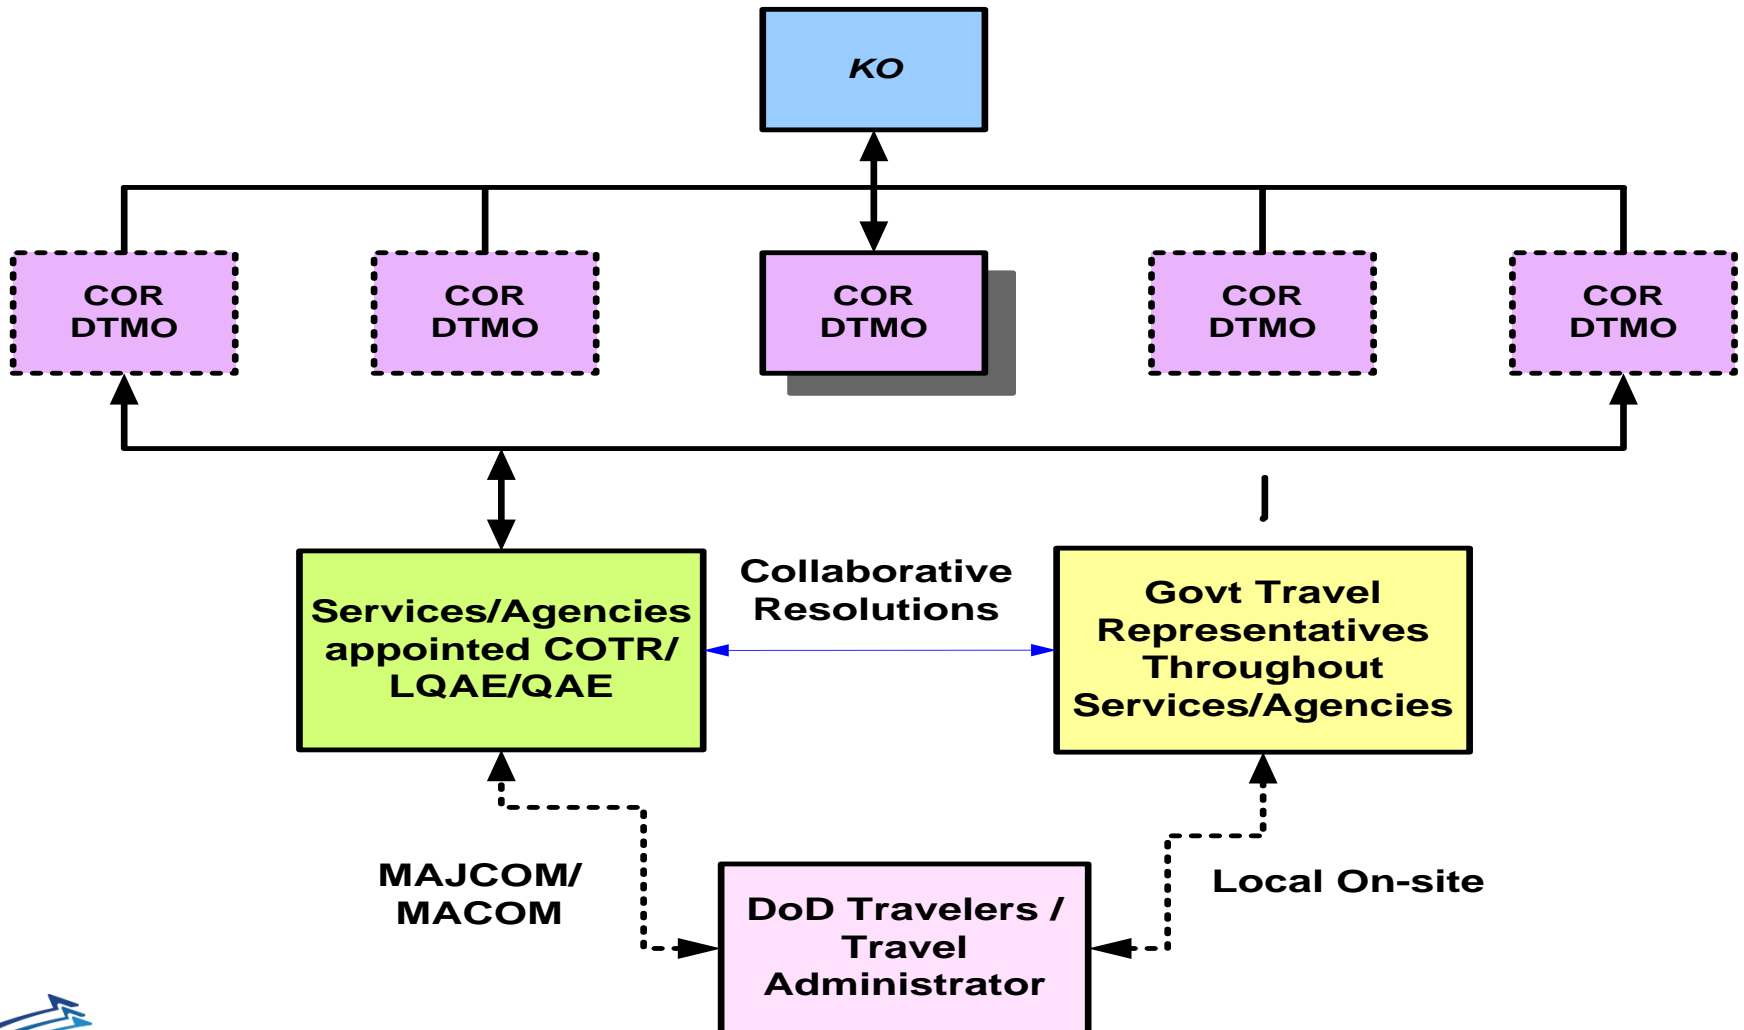 KO
COR
DTMO
COR
DTMO
COR
DTMO
COR
DTMO
COR
DTMO
Services/Agencies
appointed COTR/
LQAE/QAE
Collaborative
Resolutions
Govt Travel
Representatives
Throughout
Services/Agencies
MAJCOM/
MACOM
DoD Travelers /
Travel
Administrator
Local On-site